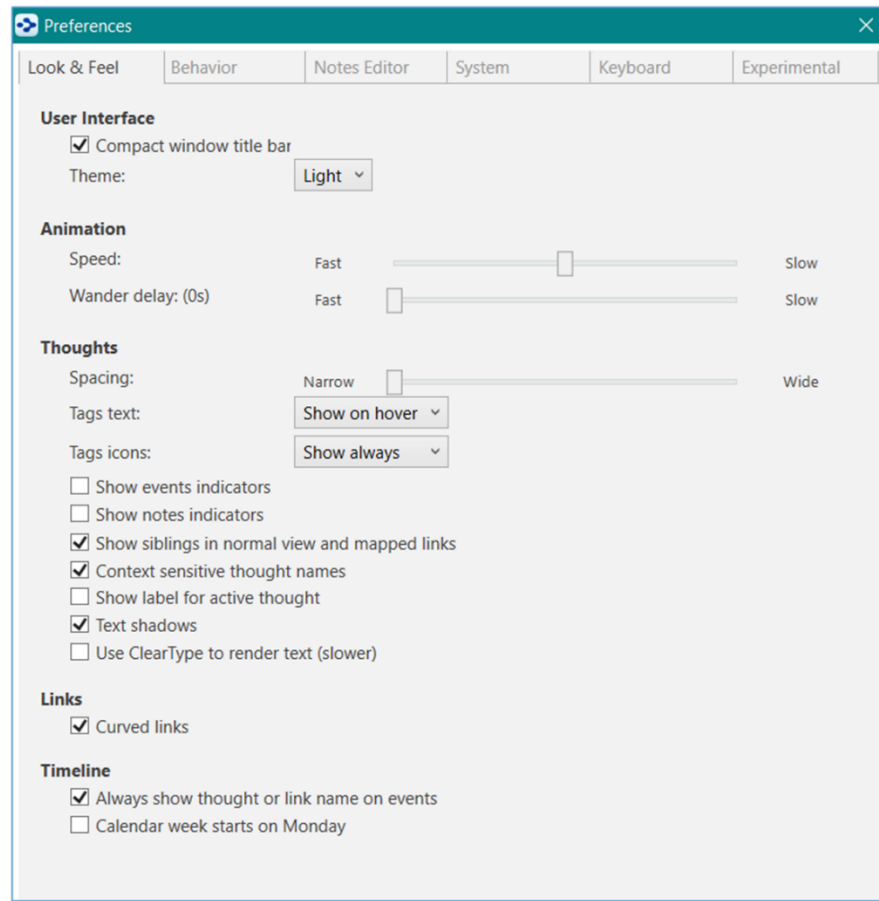 Preferences
Look & Feel Behavior Notes Editor System Keyboard Experimental
User Interface
Compact window title bar
Theme: Light
Animation
Speed: Fast Slow
Wander delay: (0s) Fast Slow
Thoughts
Spacing: Narrow Wide
Tags text: Show on hover
Tags icons: Show always
Show events indicators
Show notes indicators
Show siblings in normal view and mapped links
Context sensitive thought names
Show label for active thought
Text shadows
Use ClearType to render text (slower)
Links
Curved links
Timeline
Always show thought or link name on events
Calendar week starts on Monday